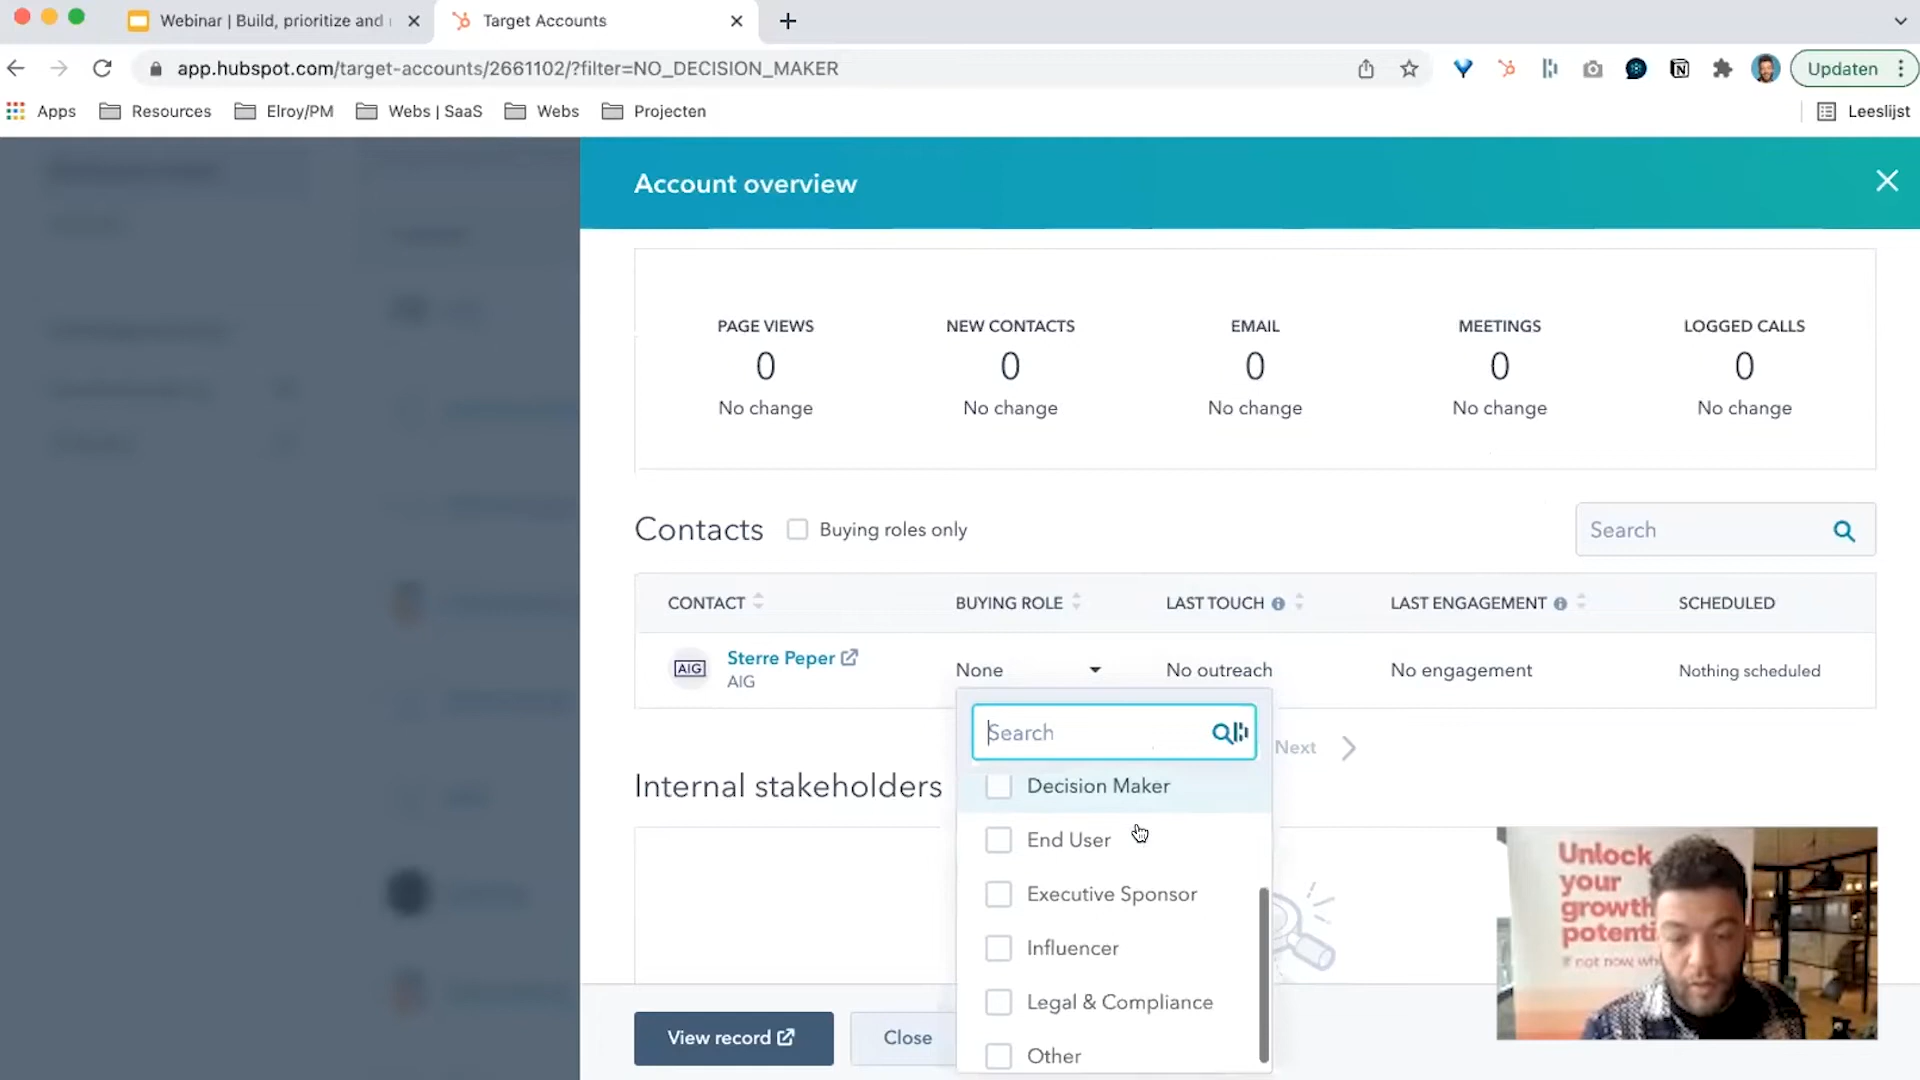 Webinar | Build, prioritize and
Target Accounts
app.hubspot.com/target-accounts/2661102/?filter=NO_DECISION_MAKER
Updaten
Apps
Resources
Elroy/PM
Webs | SaaS
Webs
Projecten
Leeslijst
Account overview
PAGE VIEWS
0
No change
NEW CONTACTS
0
No change
EMAIL
0
No change
MEETINGS
0
No change
LOGGED CALLS
0
No change
Contacts
Buying roles only
Search
CONTACT
BUYING ROLE
LAST TOUCH
LAST ENGAGEMENT
SCHEDULED
AIG
Sterre Peper
AIG
None
No outreach
No engagement
Nothing scheduled
Search
Next
Decision Maker
Internal stakeholders
End User
Executive Sponsor
Influencer
Legal & Compliance
Other
View record
Close
Unlock
your
growth
potenti
if not now